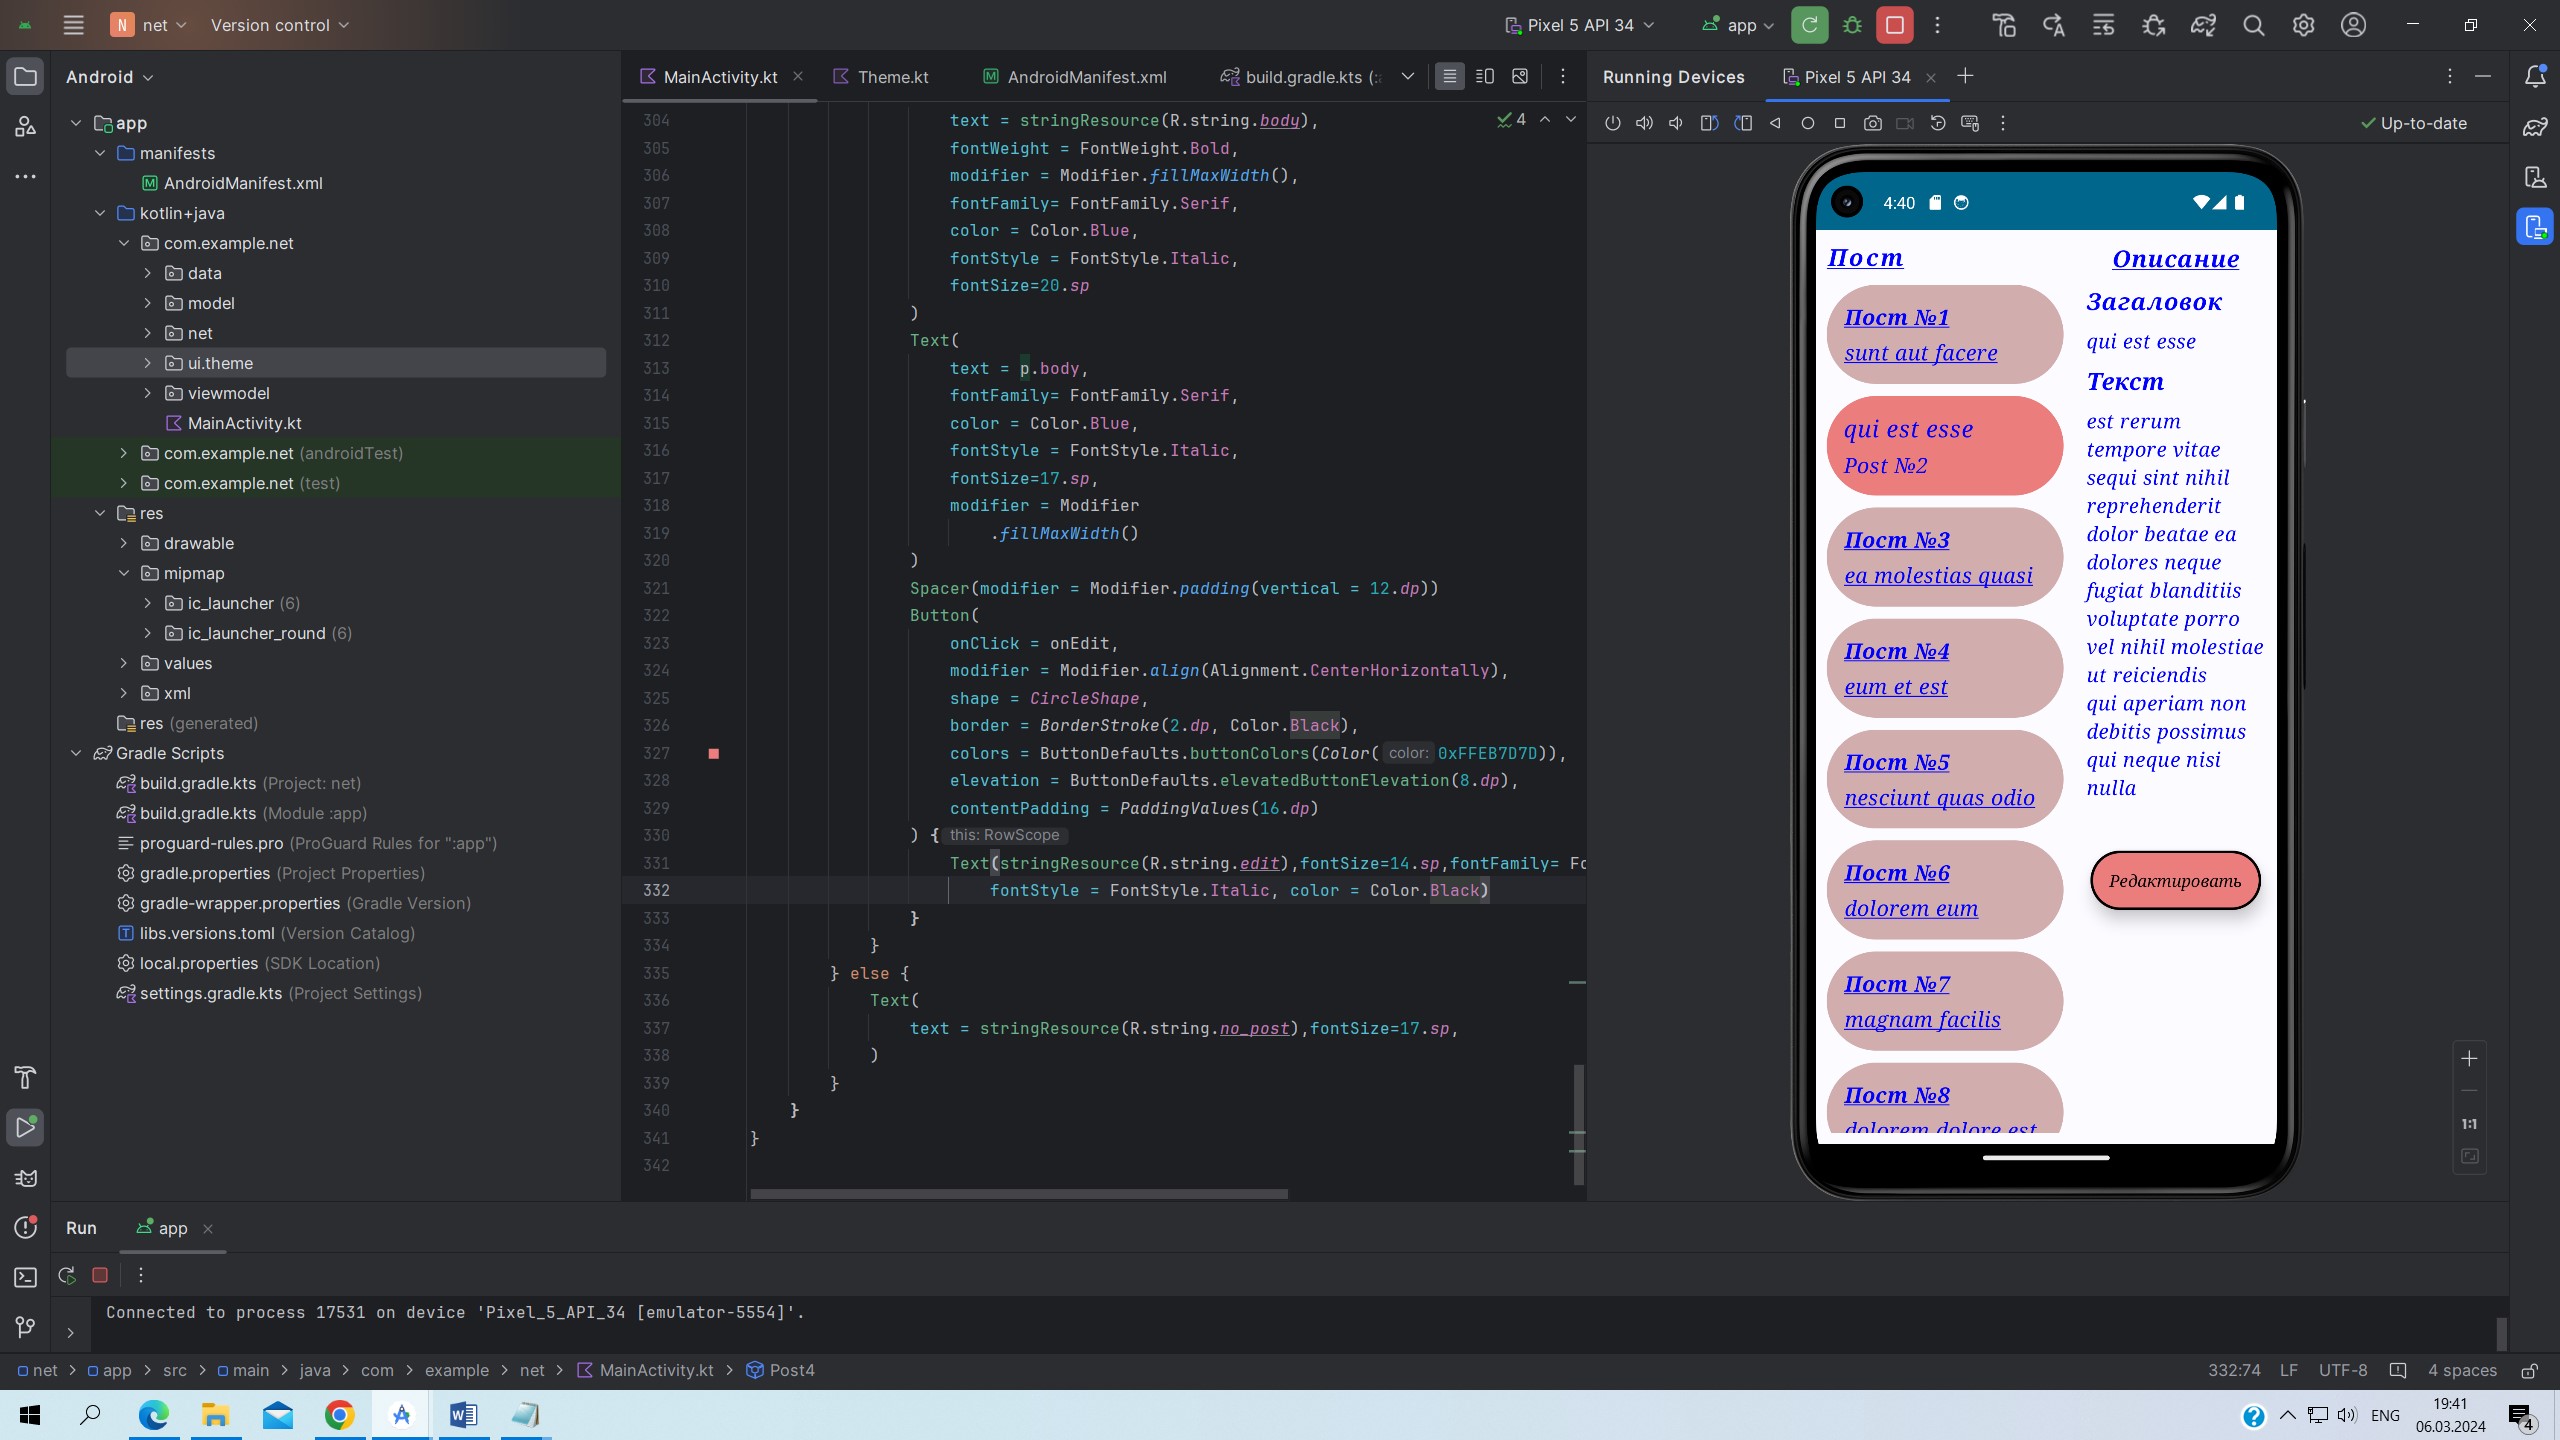 N net Version control Pixel 5 API 34 app
Android
MainActivity.kt Theme.kt AndroidManifest.xml build.gradle.kts (:
Running Devices Pixel 5 API 34
Up-to-date
app
manifests
AndroidManifest.xml
kotlin+java
com.example.net
data
model
net
ui.theme
viewmodel
MainActivity.kt
com.example.net (androidTest)
com.example.net (test)
res
drawable
mipmap
ic_launcher (6)
ic_launcher_round (6)
values
xml
res (generated)
Gradle Scripts
build.gradle.kts (Project: net)
build.gradle.kts (Module :app)
proguard-rules.pro (ProGuard Rules for ":app")
gradle.properties (Project Properties)
gradle-wrapper.properties (Gradle Version)
libs.versions.toml (Version Catalog)
local.properties (SDK Location)
settings.gradle.kts (Project Settings)
4
304 text = stringResource(R.string.body),
305 fontWeight = FontWeight.Bold,
306 modifier = Modifier.fillMaxWidth(),
307 fontFamily= FontFamily.Serif,
308 color = Color.Blue,
309 fontStyle = FontStyle.Italic,
310 fontSize=20.sp
311 )
312 Text(
313 text = p.body,
314 fontFamily= FontFamily.Serif,
315 color = Color.Blue,
316 fontStyle = FontStyle.Italic,
317 fontSize=17.sp,
318 modifier = Modifier
319 .fillMaxWidth()
320 )
321 Spacer(modifier = Modifier.padding(vertical = 12.dp))
322 Button(
323 onClick = onEdit,
324 modifier = Modifier.align(Alignment.CenterHorizontally),
325 shape = CircleShape,
326 border = BorderStroke(2.dp, Color.Black),
327 colors = ButtonDefaults.buttonColors(Color( color: 0xFFEB7D7D)),
328 elevation = ButtonDefaults.elevatedButtonElevation(8.dp),
329 contentPadding = PaddingValues(16.dp)
330 ) { this: RowScope
331 Text(stringResource(R.string.edit),fontSize=14.sp,fontFamily= Fo
332 fontStyle = FontStyle.Italic, color = Color.Black)
333 }
334 }
335 } else {
336 Text(
337 text = stringResource(R.string.no_post),fontSize=17.sp,
338 )
339 }
340 }
341 }
342
4:40
Пост
Пост №1
sunt aut facere
qui est esse
Post №2
Пост №3
ea molestias quasi
Пост №4
eum et est
Пост №5
nesciunt quas odio
Пост №6
dolorem eum
Пост №7
magnam facilis
Пост №8
dolorem dolore est
Описание
Загаловок
qui est esse
Текст
est rerum
tempore vitae
sequi sint nihil
reprehenderit
dolor beatae ea
dolores neque
fugiat blanditiis
voluptate porro
vel nihil molestiae
ut reiciendis
qui aperiam non
debitis possimus
qui neque nisi
nulla
Редактировать
1:1
Run app
Connected to process 17531 on device 'Pixel_5_API_34 [emulator-5554]'.
net > app > src > main > java > com > example > net > MainActivity.kt > Post4
332:74 LF UTF-8 4 spaces
ENG
19:41
06.03.2024
4